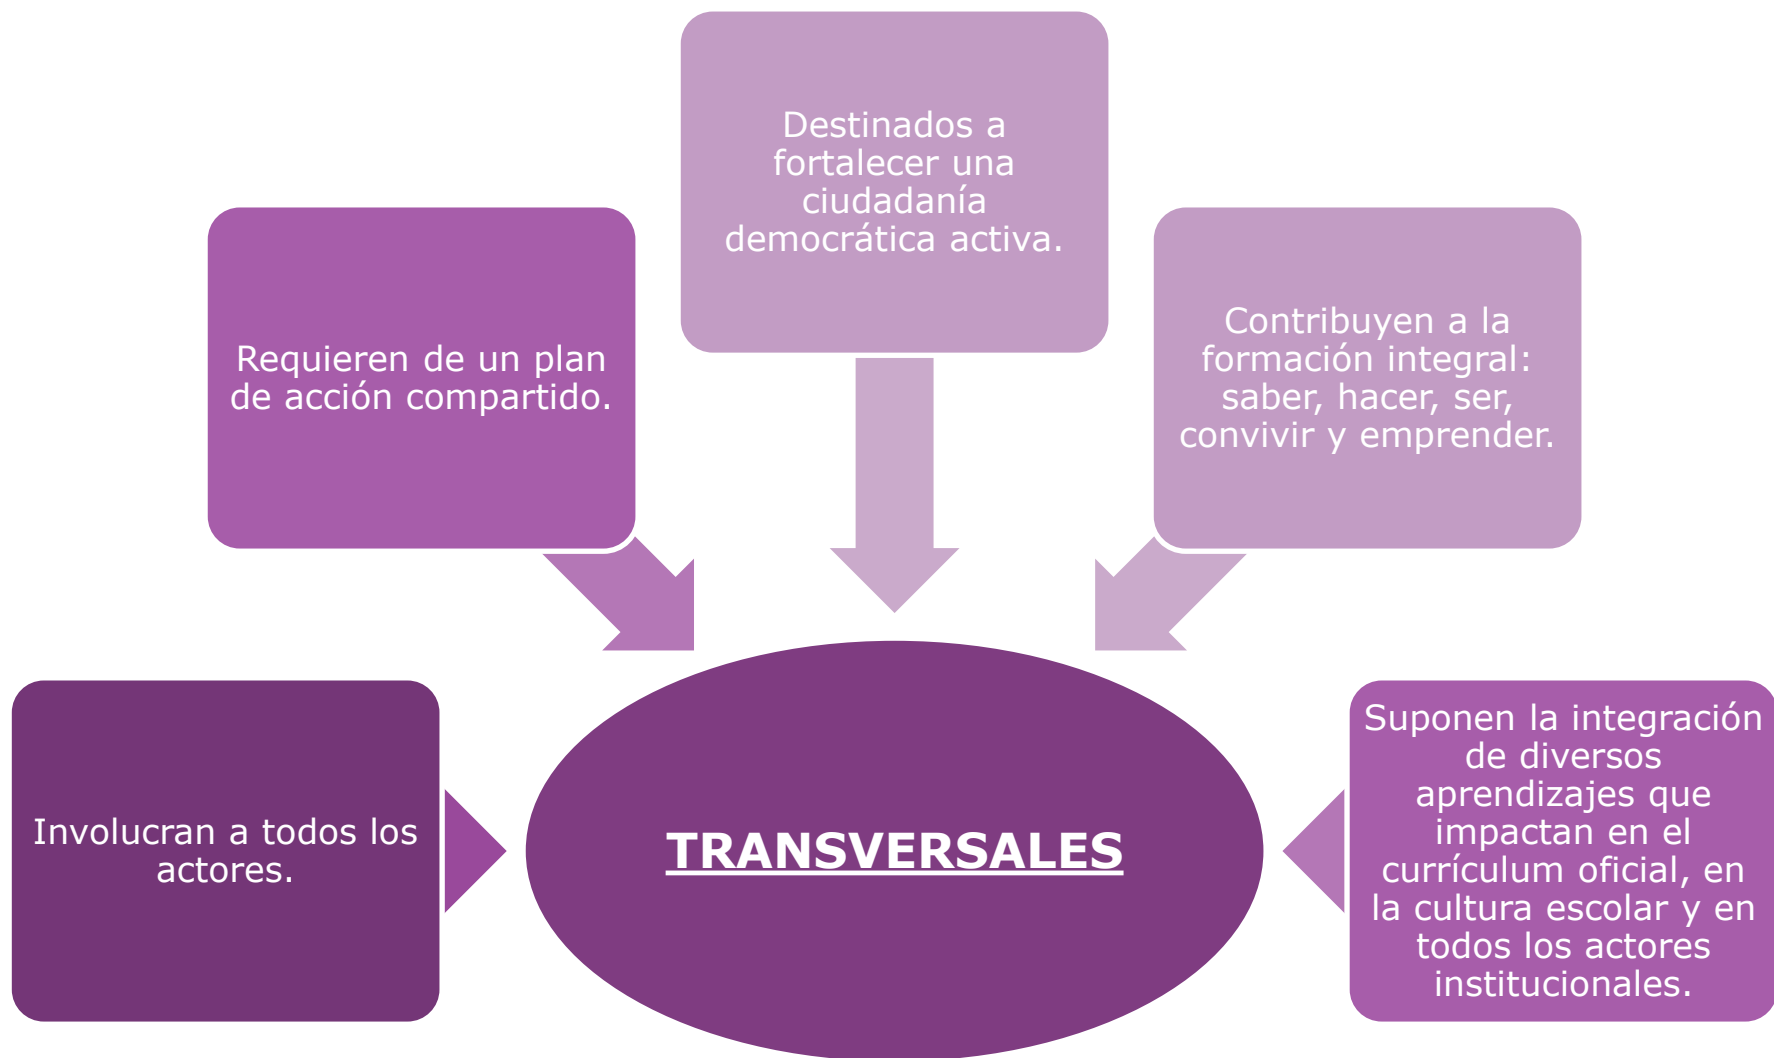 Destinados a
fortalecer una
ciudadanía
democrática activa.
Requieren de un plan
de acción compartido.
Contribuyen a la
formación integral:
saber, hacer, ser,
convivir y emprender.
Involucran a todos los
actores.
TRANSVERSALES
Suponen la integración
de diversos
aprendizajes que
impactan en el
currículum oficial, en
la cultura escolar y en
todos los actores
institucionales.